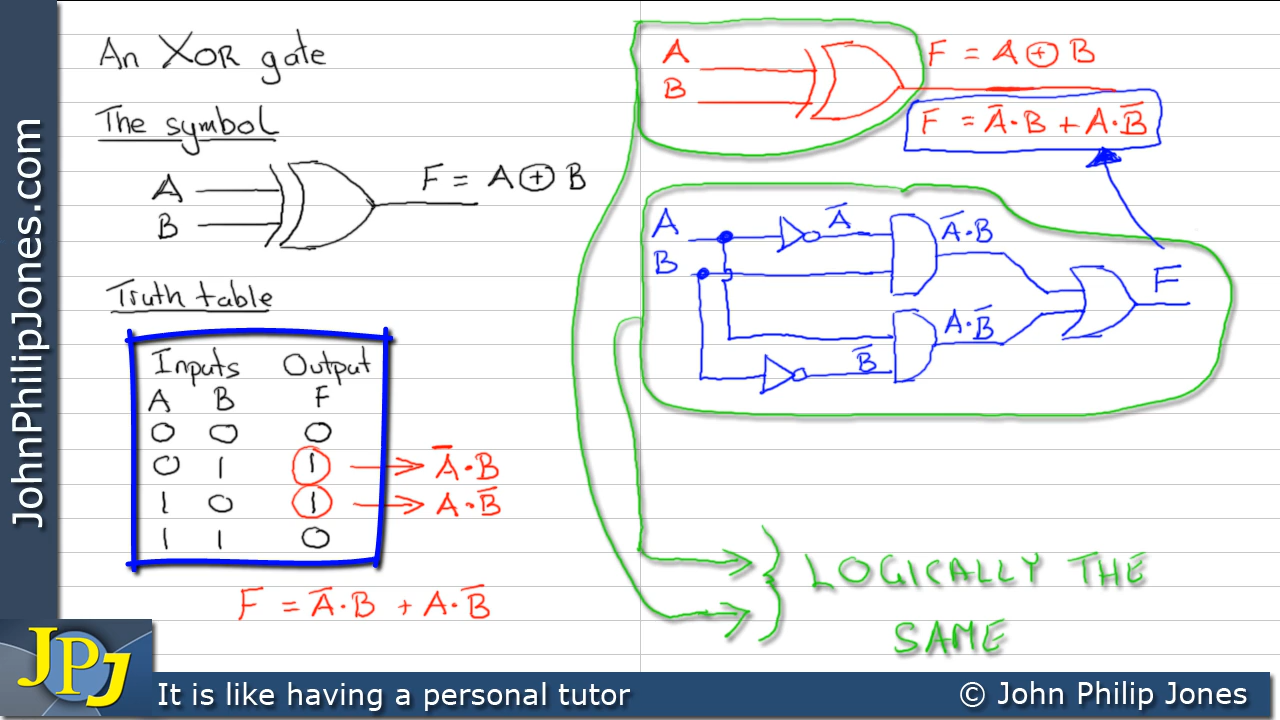 An XOR gate
The symbol
A
B
F = A ⊕ B
Truth table
Inputs Output
A B F
0 0 0
0 1 1 → A̅·B
1 0 1 → A·B̅
1 1 0
F = A̅·B + A·B̅
A
B
F = A ⊕ B
F = A̅·B + A·B̅
A
B
A̅
A̅·B
A·B̅
B̅
F
LOGICALLY THE
SAME
JohnPhilipJones.com
JPJ
It is like having a personal tutor
© John Philip Jones